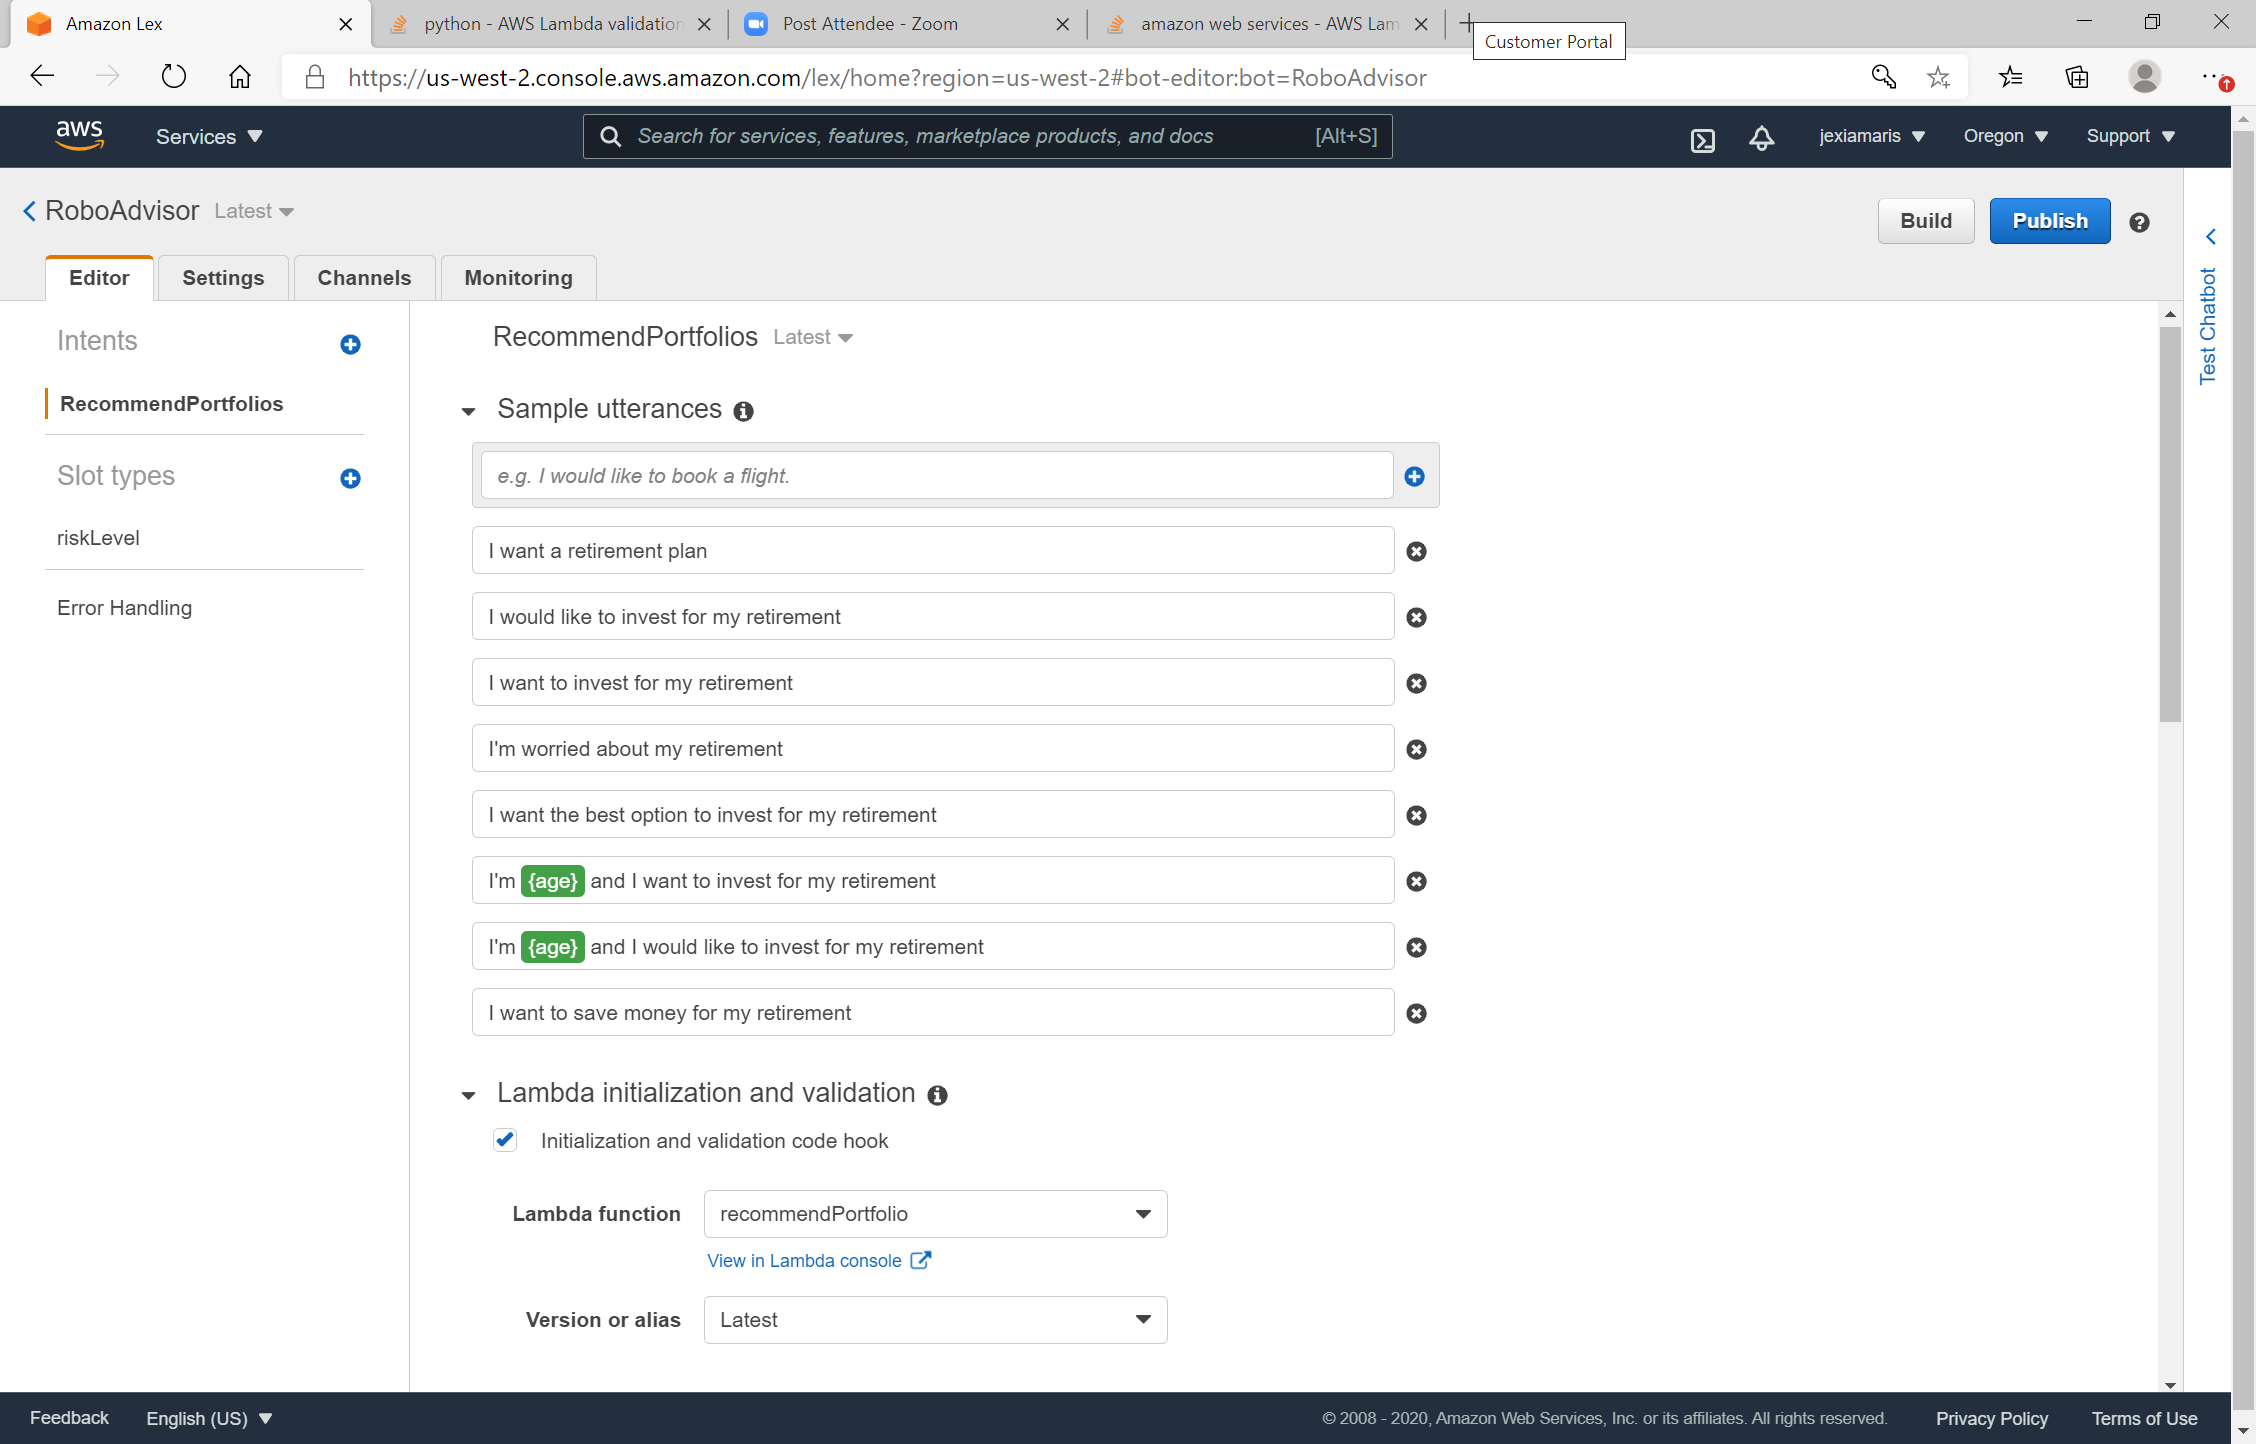 Amazon Lex
python - AWS Lambda validation
Post Attendee - Zoom
amazon web services - AWS Lam
Customer Portal
https://us-west-2.console.aws.amazon.com/lex/home?region=us-west-2#bot-editor:bot=RoboAdvisor
aws
Services
Search for services, features, marketplace products, and docs [Alt+S]
jexiamaris
Oregon
Support
RoboAdvisor Latest
Build
Publish
Editor
Settings
Channels
Monitoring
Test Chatbot
Intents
RecommendPortfolios
Slot types
riskLevel
Error Handling
RecommendPortfolios Latest
Sample utterances
e.g. I would like to book a flight.
I want a retirement plan
I would like to invest for my retirement
I want to invest for my retirement
I'm worried about my retirement
I want the best option to invest for my retirement
I'm {age} and I want to invest for my retirement
I'm {age} and I would like to invest for my retirement
I want to save money for my retirement
Lambda initialization and validation
Initialization and validation code hook
Lambda function recommendPortfolio
View in Lambda console
Version or alias Latest
Feedback
English (US)
© 2008 - 2020, Amazon Web Services, Inc. or its affiliates. All rights reserved.
Privacy Policy
Terms of Use